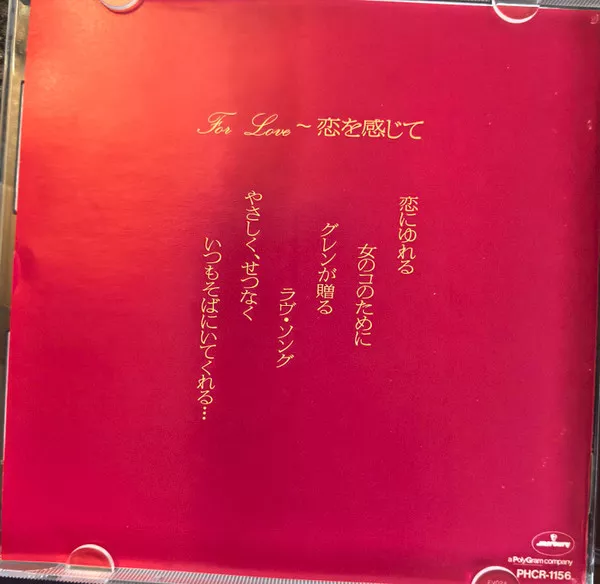 For Love ~ 恋を感じて
恋にゆれる
女のコのために
グレンが贈る
ラヴ・ソング
やさしく、せつなく
いつもそばにいてくれる…
mercury
a PolyGram company
PHCR-1156